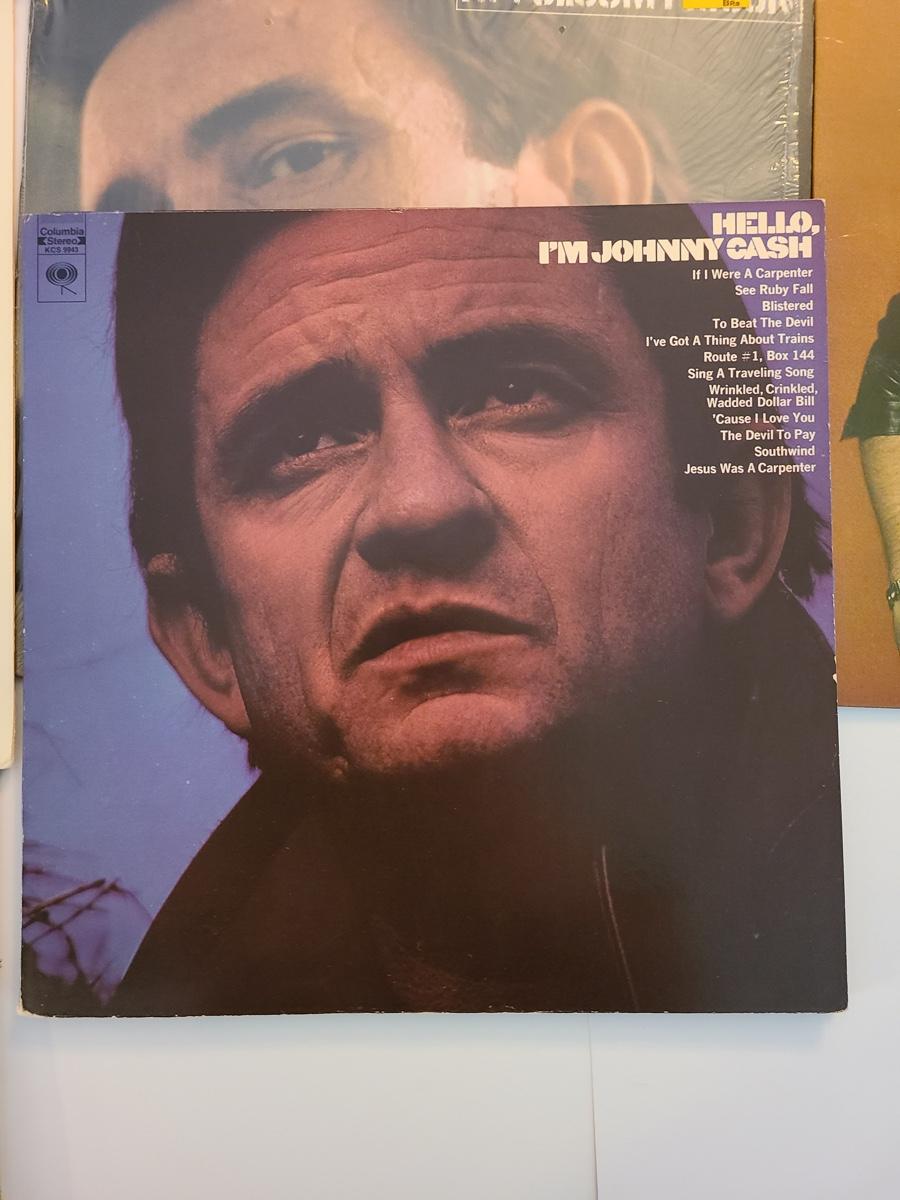 Columbia
Stereo
KCS 9943
HELLO,
I'M JOHNNY CASH
If I Were A Carpenter
See Ruby Fall
Blistered
To Beat The Devil
I've Got A Thing About Trains
Route #1, Box 144
Sing A Traveling Song
Wrinkled, Crinkled,
Wadded Dollar Bill
'Cause I Love You
The Devil To Pay
Southwind
Jesus Was A Carpenter